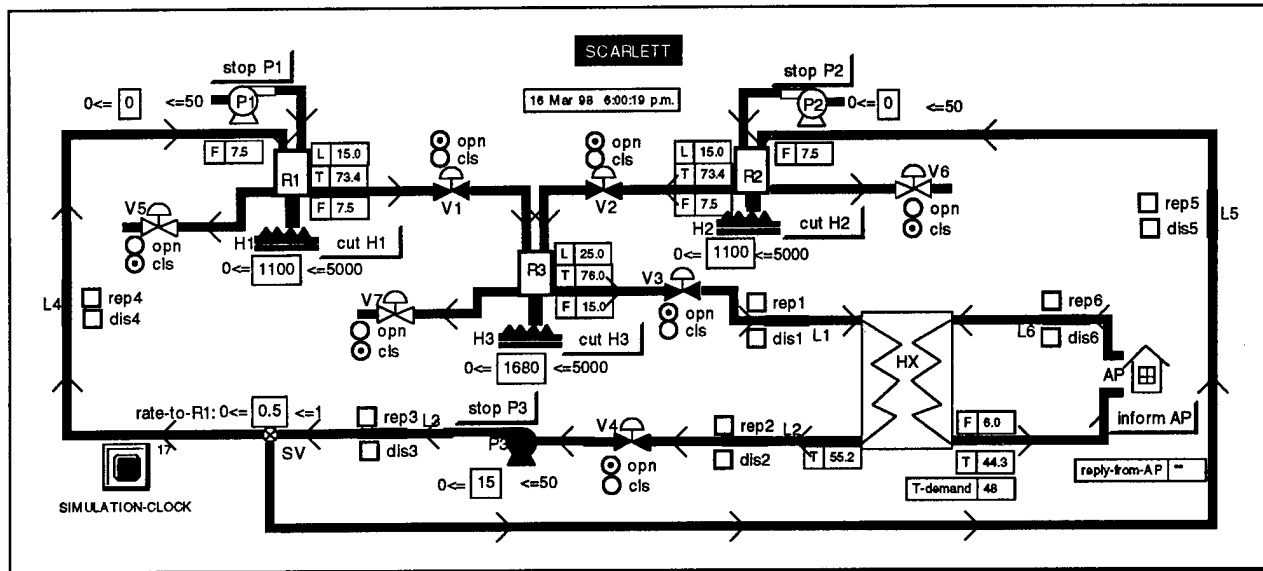 SCARLETT
16 Mar 98 6:00:19 p.m.
stop P1
0<= 0 <=50
P1
stop P2
P2
0<= 0 <=50
F 7.5
R1
L 15.0
T 73.4
F 7.5
opn
cls
V1
opn
cls
V2
L 15.0
T 73.4
F 7.5
R2
F 7.5
V6
opn
cls
V5
opn
cls
H1
cut H1
0<= 1100 <=5000
H2
cut H2
0<= 1100 <=5000
rep5
dis5
L5
L4
rep4
dis4
R3
L 25.0
T 76.0
F 15.0
V7
opn
cls
H3
cut H3
0<= 1680 <=5000
V3
opn
cls
rep1
dis1
L1
HX
rep6
dis6
L6
AP
inform AP
rate-to-R1: 0<= 0.5 <=1
SV
17
SIMULATION-CLOCK
rep3
dis3
L3
stop P3
P3
0<= 15 <=50
V4
opn
cls
rep2
dis2
L2
T 55.2
F 6.0
T 44.3
T-demand 48
reply-from-AP ""